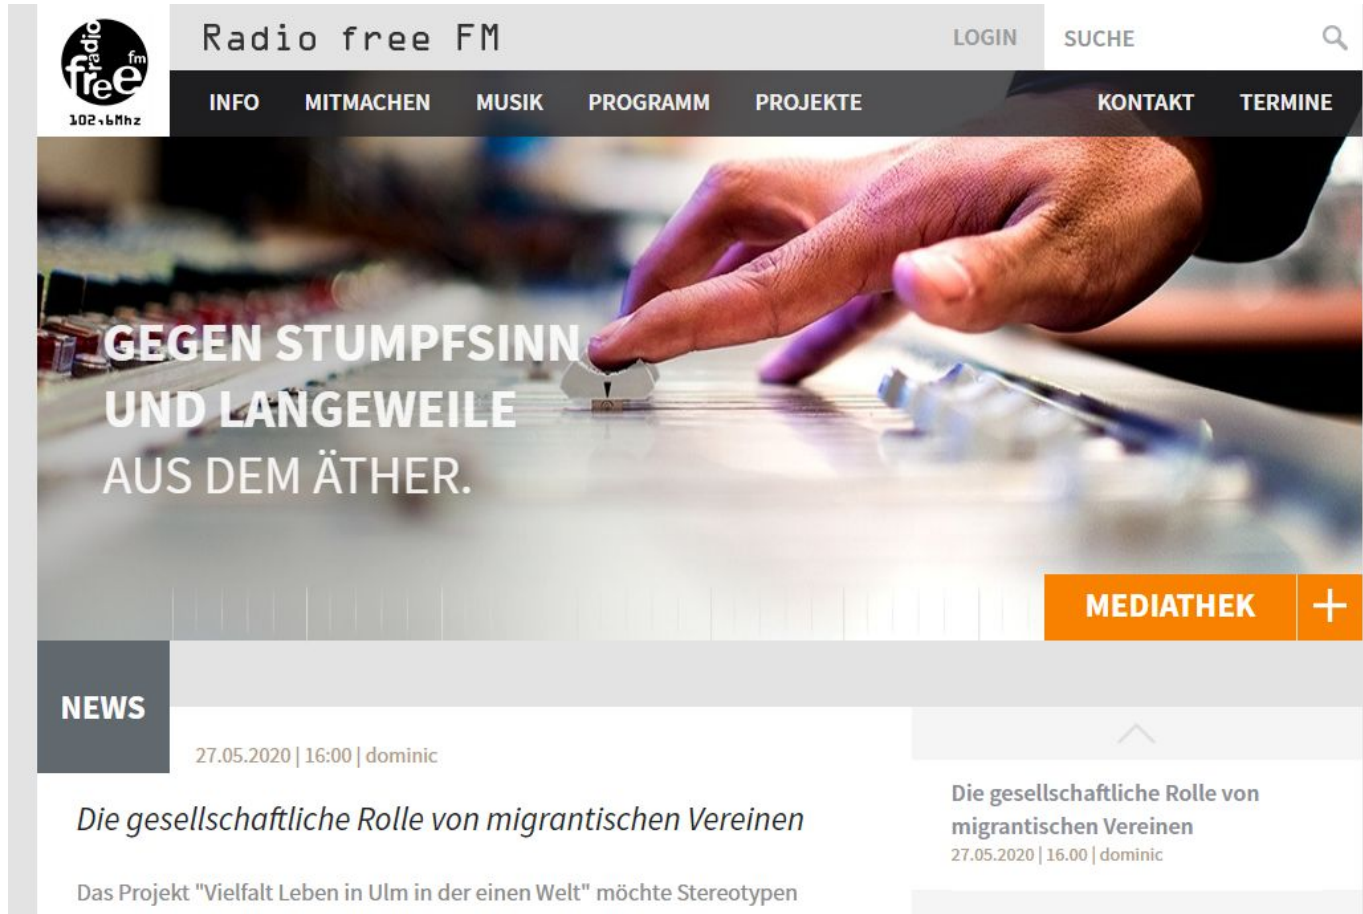 radio
free
fm
102,6Mhz
Radio free FM
LOGIN
SUCHE
INFO
MITMACHEN
MUSIK
PROGRAMM
PROJEKTE
KONTAKT
TERMINE
GEGEN STUMPFSINN
UND LANGEWEILE
AUS DEM ÄTHER.
MEDIATHEK +
NEWS
27.05.2020 | 16:00 | dominic
Die gesellschaftliche Rolle von migrantischen Vereinen
Das Projekt "Vielfalt Leben in Ulm in der einen Welt" möchte Stereotypen
Die gesellschaftliche Rolle von
migrantischen Vereinen
27.05.2020 | 16.00 | dominic